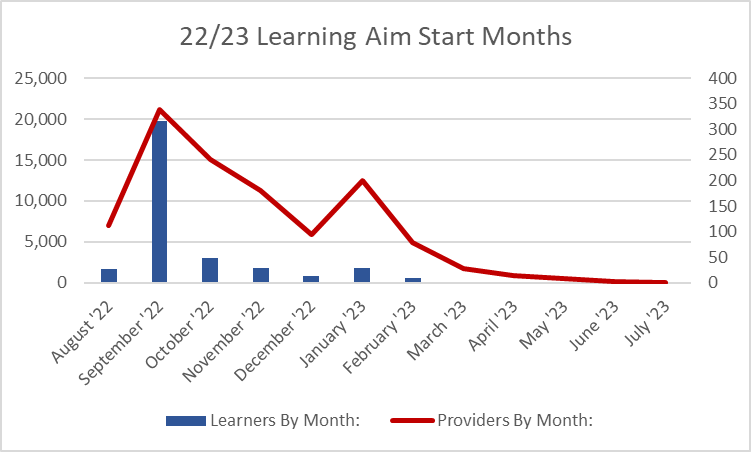 22/23 Learning Aim Start Months
25,000
20,000
15,000
10,000
5,000
0
400
350
300
250
200
150
100
50
0
August '22
September '22
October '22
November '22
December '22
January '23
February '23
March '23
April '23
May '23
June '23
July '23
Learners By Month:
Providers By Month: